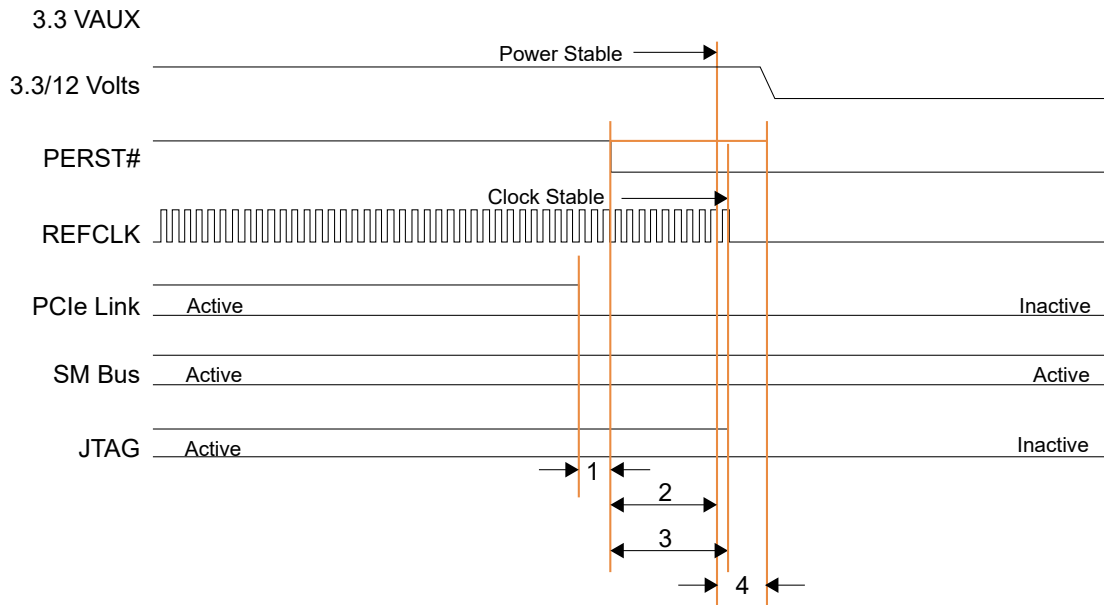 3.3 VAUX
Power Stable
3.3/12 Volts
PERST#
Clock Stable
REFCLK
PCIe Link
Active
Inactive
SM Bus
Active
Active
JTAG
Active
Inactive
1
2
3
4